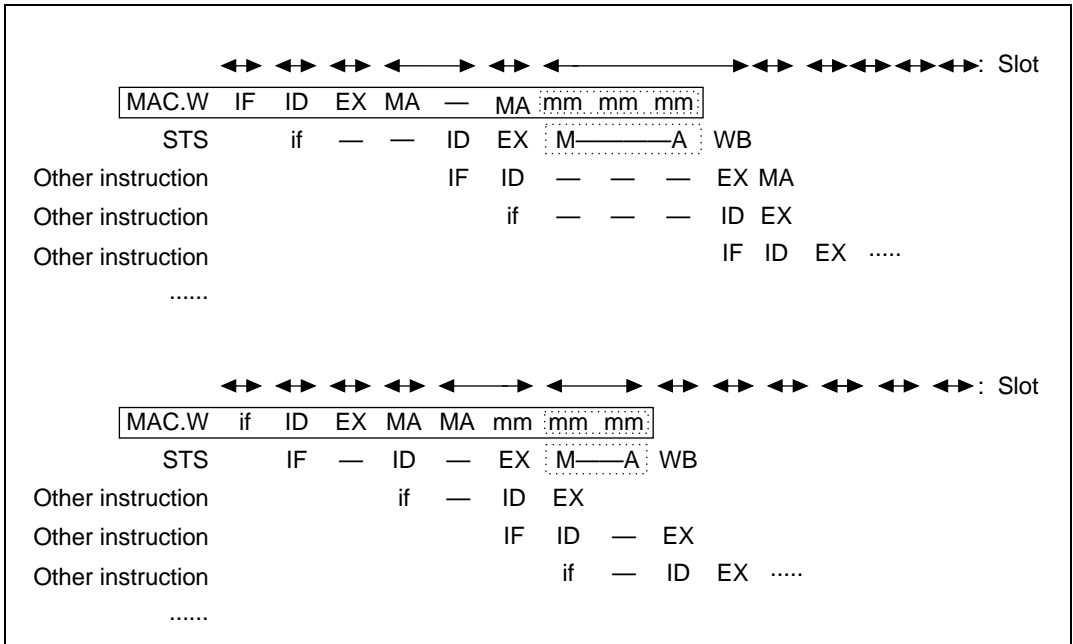 : Slot
MAC.W IF ID EX MA — MA mm mm mm
STS if — — ID EX M————A WB
Other instruction IF ID — — — EX MA
Other instruction if — — — ID EX
Other instruction IF ID EX ·····
......
: Slot
MAC.W if ID EX MA MA mm mm mm
STS IF — ID — EX M——A WB
Other instruction if — ID EX
Other instruction IF ID — EX
Other instruction if — ID EX ·····
......